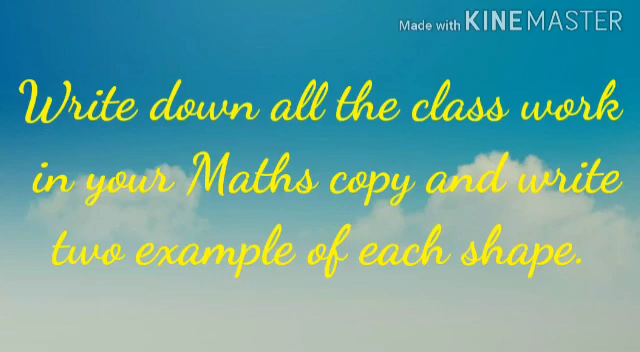 Made with KINEMASTER
Write down all the class work
in your Maths copy and write
two example of each shape.